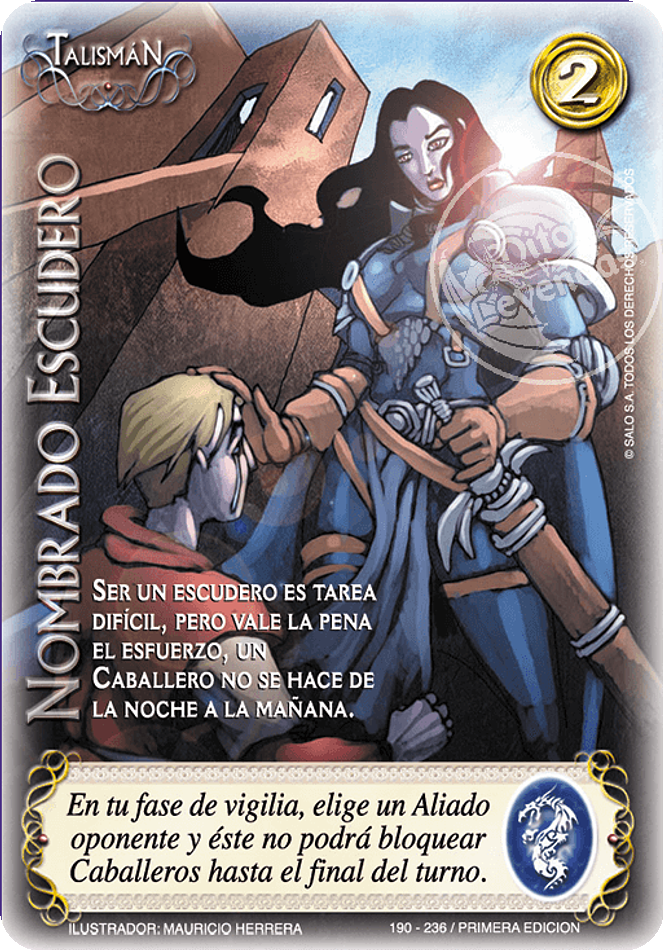 TALISMÁN
2
NOMBRADO ESCUDERO
Mito
Leyenda
© SALO S.A. TODOS LOS DERECHOS RESERVADOS
SER UN ESCUDERO ES TAREA
DIFÍCIL, PERO VALE LA PENA
EL ESFUERZO, UN
CABALLERO NO SE HACE DE
LA NOCHE A LA MAÑANA.
En tu fase de vigilia, elige un Aliado
oponente y éste no podrá bloquear
Caballeros hasta el final del turno.
ILUSTRADOR: MAURICIO HERRERA
190 - 236 / PRIMERA EDICION